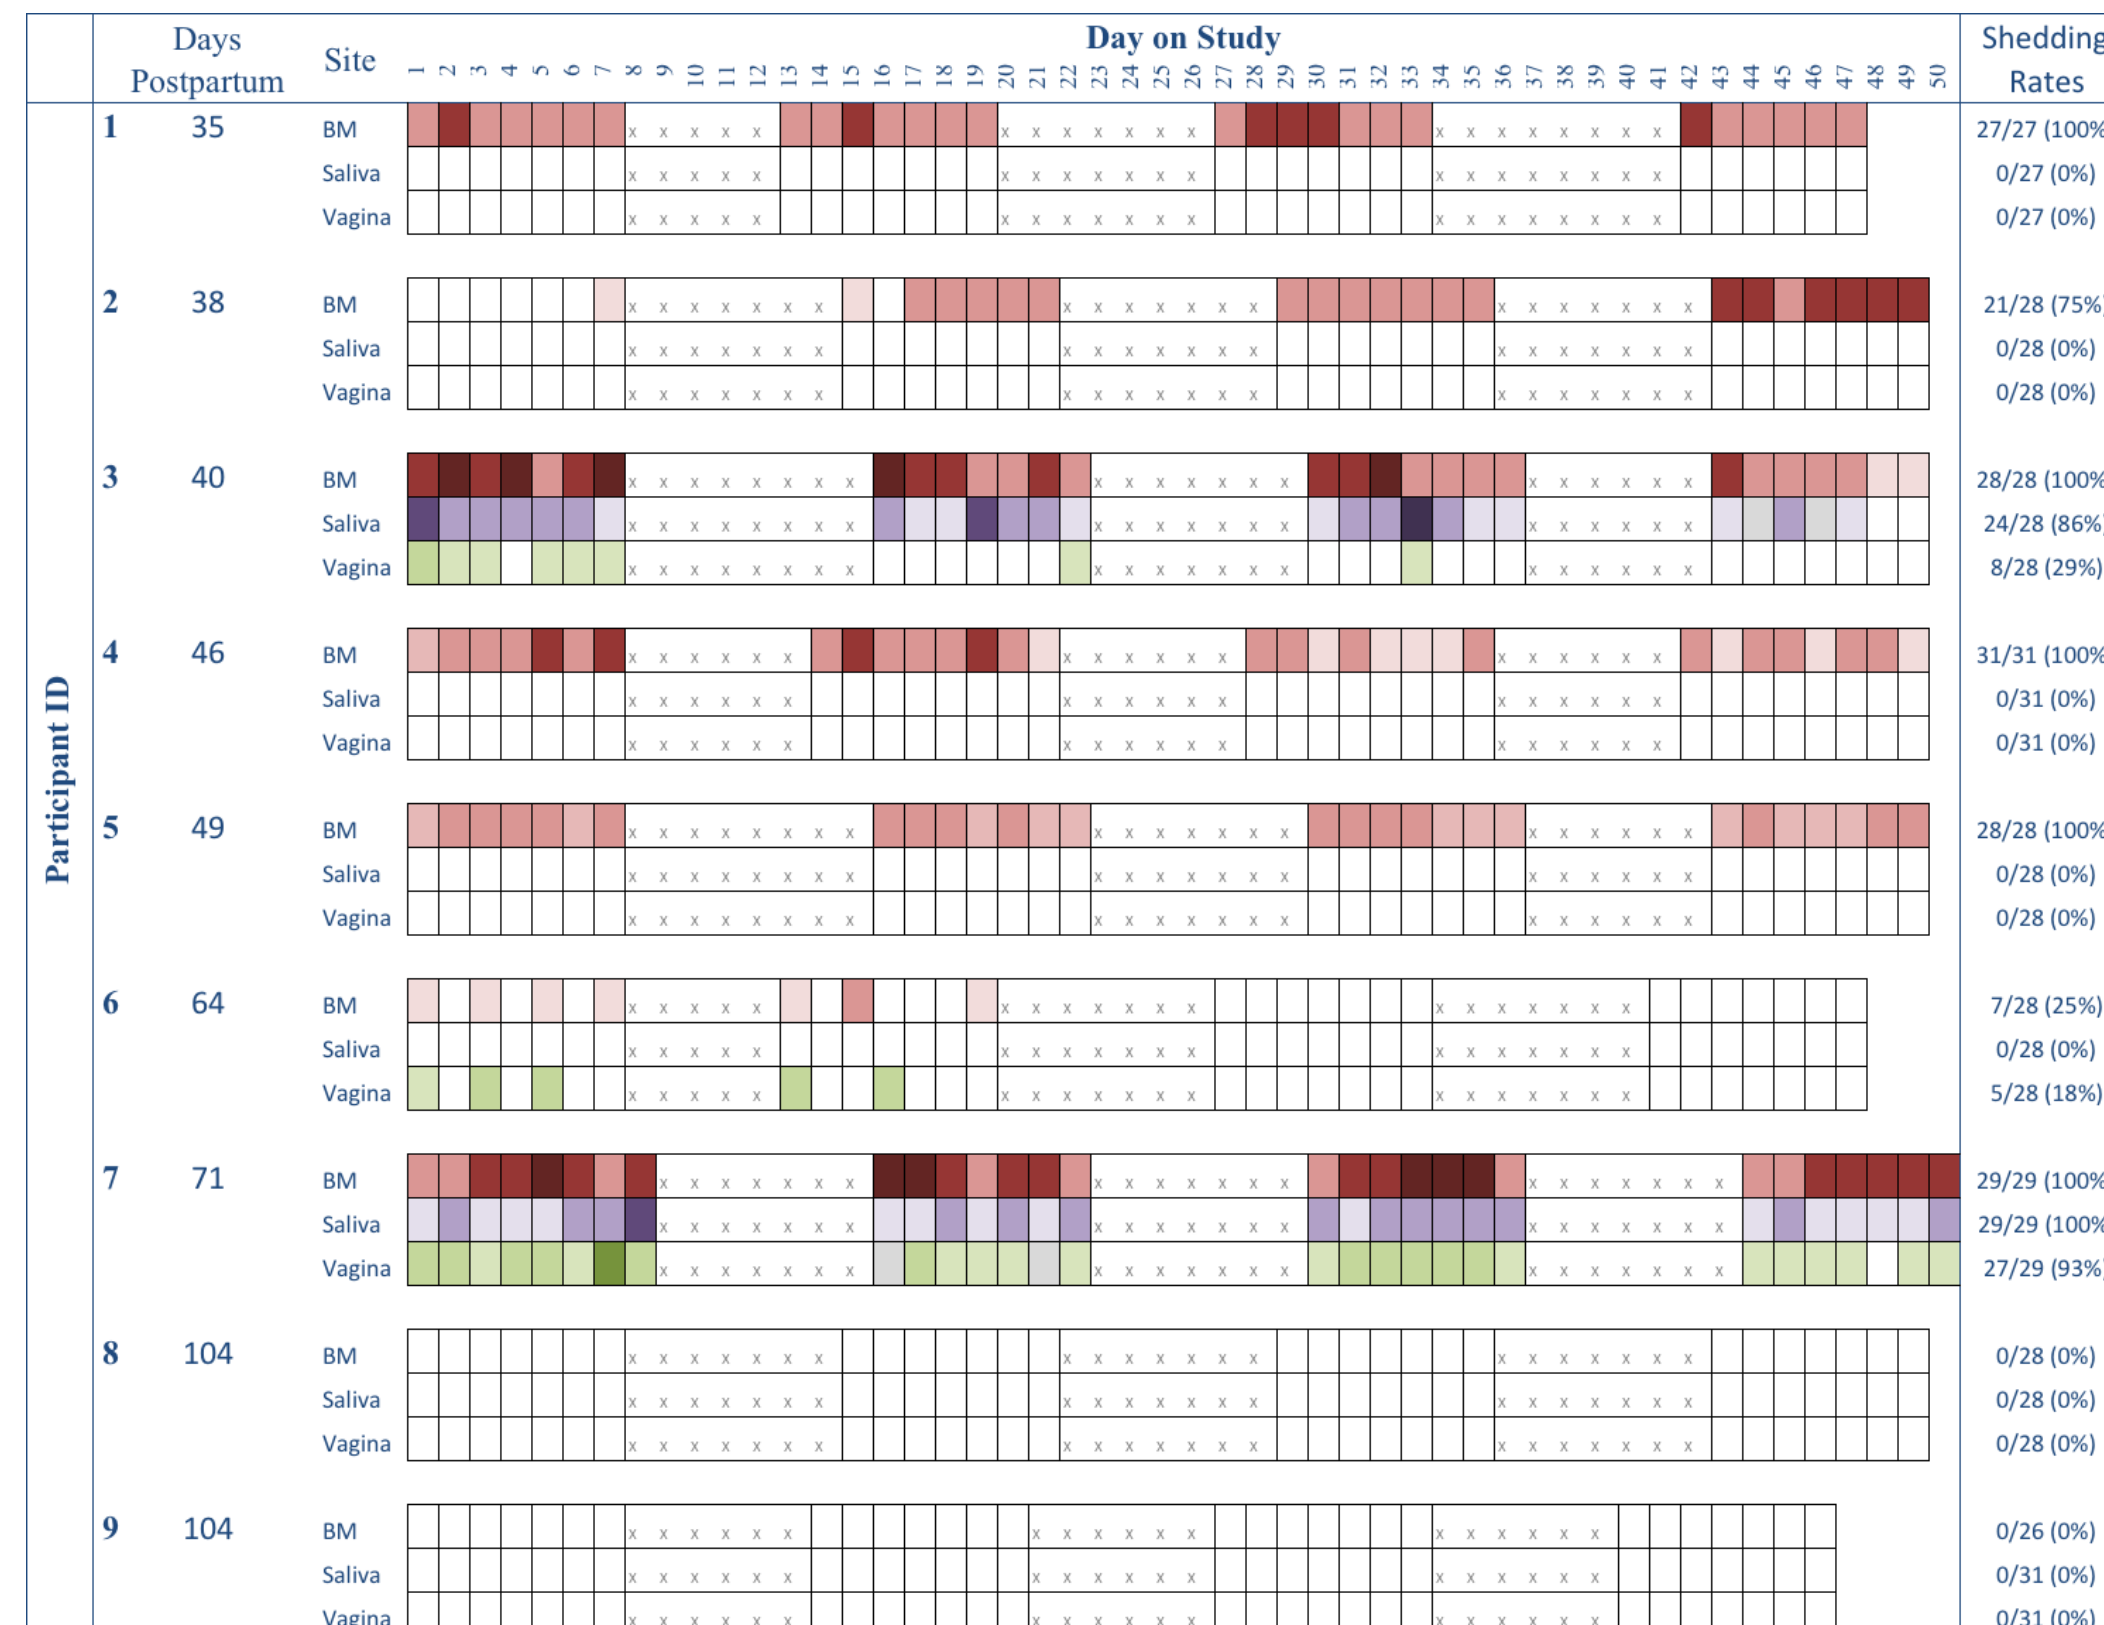 Day on Study
Days Postpartum
Site
1 2 3 4 5 6 7 8 9 10 11 12 13 14 15 16 17 18 19 20 21 22 23 24 25 26 27 28 29 30 31 32 33 34 35 36 37 38 39 40 41 42 43 44 45 46 47 48 49 50
Shedding
Rates
Participant ID
1 35 BM x x x x x x x x x x x x x x x x x x x x 27/27 (100%
Saliva x x x x x x x x x x x x x x x x x x x x 0/27 (0%)
Vagina x x x x x x x x x x x x x x x x x x x x 0/27 (0%)
2 38 BM x x x x x x x x x x x x x x x x x x x x x 21/28 (75%)
Saliva x x x x x x x x x x x x x x x x x x x x x 0/28 (0%)
Vagina x x x x x x x x x x x x x x x x x x x x x 0/28 (0%)
3 40 BM x x x x x x x x x x x x x x x x x x x x x 28/28 (100%
Saliva x x x x x x x x x x x x x x x x x x x x x 24/28 (86%)
Vagina x x x x x x x x x x x x x x x x x x x x x 8/28 (29%)
4 46 BM x x x x x x x x x x x x x x x x x x 31/31 (100%
Saliva x x x x x x x x x x x x x x x x x x 0/31 (0%)
Vagina x x x x x x x x x x x x x x x x x x 0/31 (0%)
5 49 BM x x x x x x x x x x x x x x x x x x x x x 28/28 (100%
Saliva x x x x x x x x x x x x x x x x x x x x x 0/28 (0%)
Vagina x x x x x x x x x x x x x x x x x x x x x 0/28 (0%)
6 64 BM x x x x x x x x x x x x x x x x x x x 7/28 (25%)
Saliva x x x x x x x x x x x x x x x x x x x 0/28 (0%)
Vagina x x x x x x x x x x x x x x x x x x x 5/28 (18%)
7 71 BM x x x x x x x x x x x x x x x x x x x x x 29/29 (100%
Saliva x x x x x x x x x x x x x x x x x x x x x 29/29 (100%
Vagina x x x x x x x x x x x x x x x x x x x x x 27/29 (93%)
8 104 BM x x x x x x x x x x x x x x x x x x x x x 0/28 (0%)
Saliva x x x x x x x x x x x x x x x x x x x x x 0/28 (0%)
Vagina x x x x x x x x x x x x x x x x x x x x x 0/28 (0%)
9 104 BM x x x x x x x x x x x x x x x x x x 0/26 (0%)
Saliva x x x x x x x x x x x x x x x x x x 0/31 (0%)
Vagina x x x x x x x x x x x x x x x x x x 0/31 (0%)